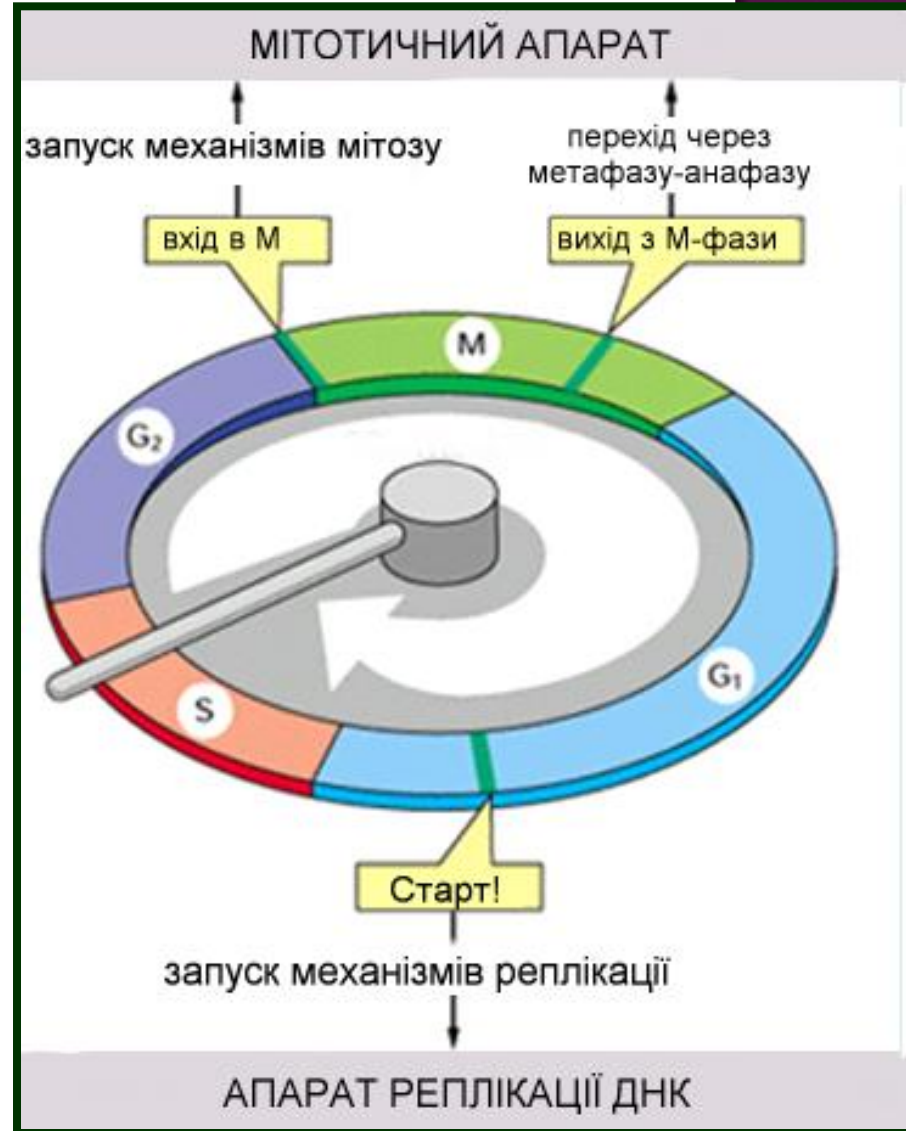 МІТОТИЧНИЙ АПАРАТ
запуск механізмів мітозу
перехід через
метафазу-анафазу
вхід в М
вихід з М-фази
M
G₂
G₁
S
Старт!
запуск механізмів реплікації
АПАРАТ РЕПЛІКАЦІЇ ДНК